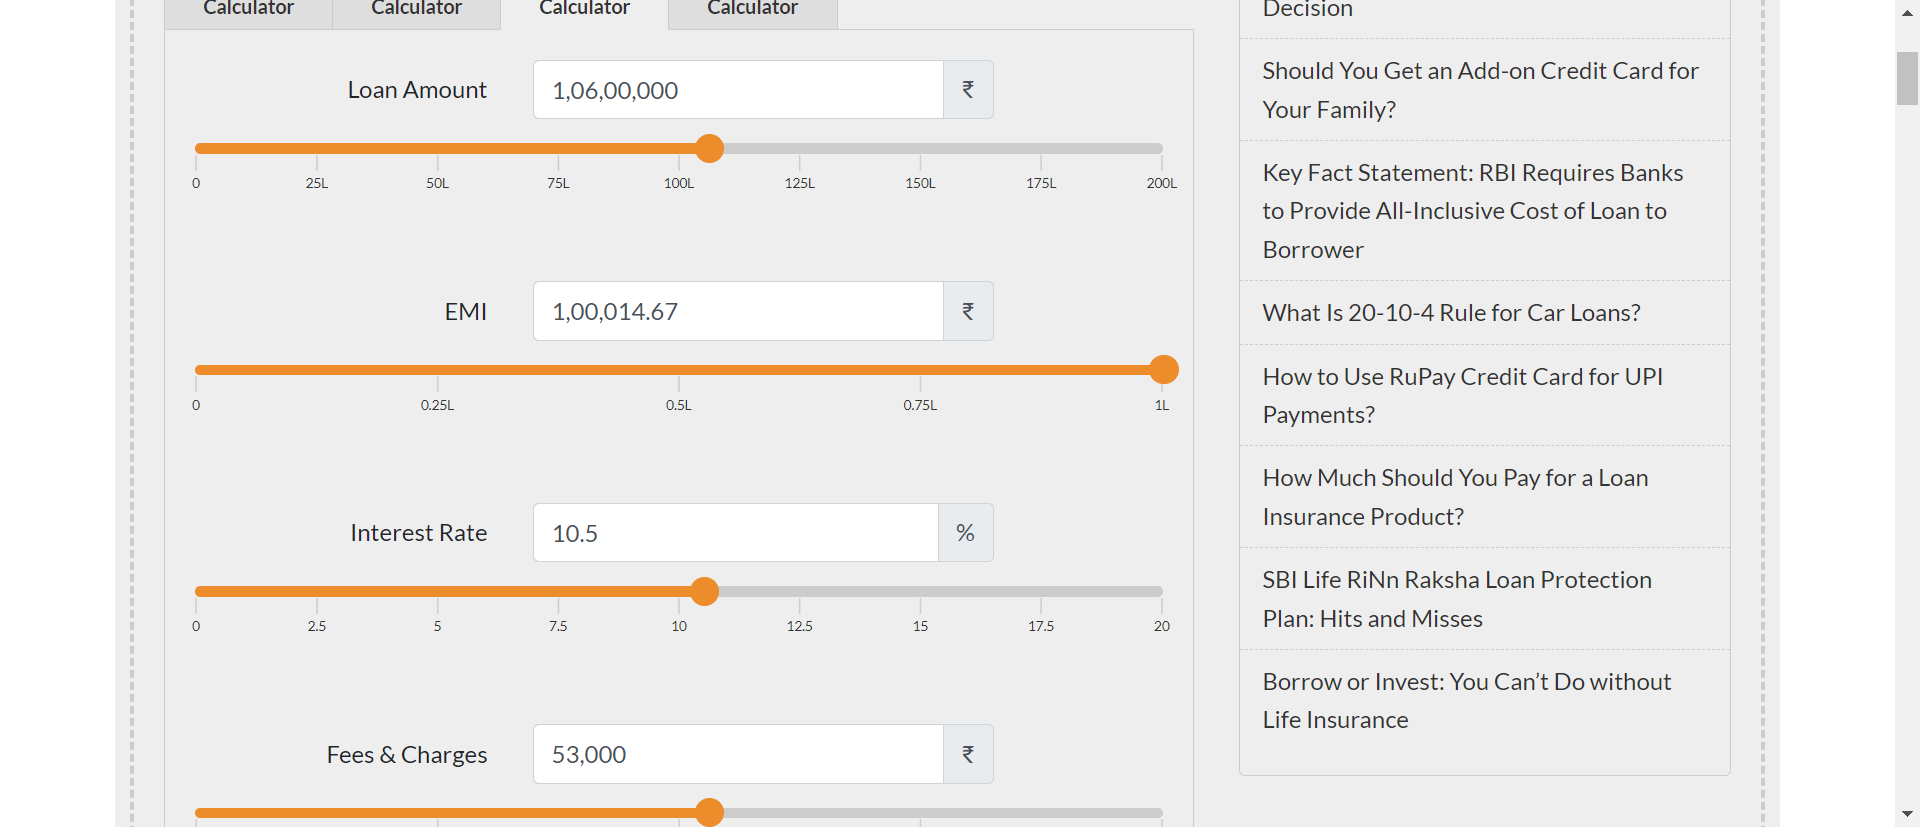 Calculator Calculator Calculator Calculator
Loan Amount 1,06,00,000 ₹
0 25L 50L 75L 100L 125L 150L 175L 200L
EMI 1,00,014.67 ₹
0 0.25L 0.5L 0.75L 1L
Interest Rate 10.5 %
0 2.5 5 7.5 10 12.5 15 17.5 20
Fees & Charges 53,000 ₹
Decision
Should You Get an Add-on Credit Card for
Your Family?
Key Fact Statement: RBI Requires Banks
to Provide All-Inclusive Cost of Loan to
Borrower
What Is 20-10-4 Rule for Car Loans?
How to Use RuPay Credit Card for UPI
Payments?
How Much Should You Pay for a Loan
Insurance Product?
SBI Life RiNn Raksha Loan Protection
Plan: Hits and Misses
Borrow or Invest: You Can’t Do without
Life Insurance